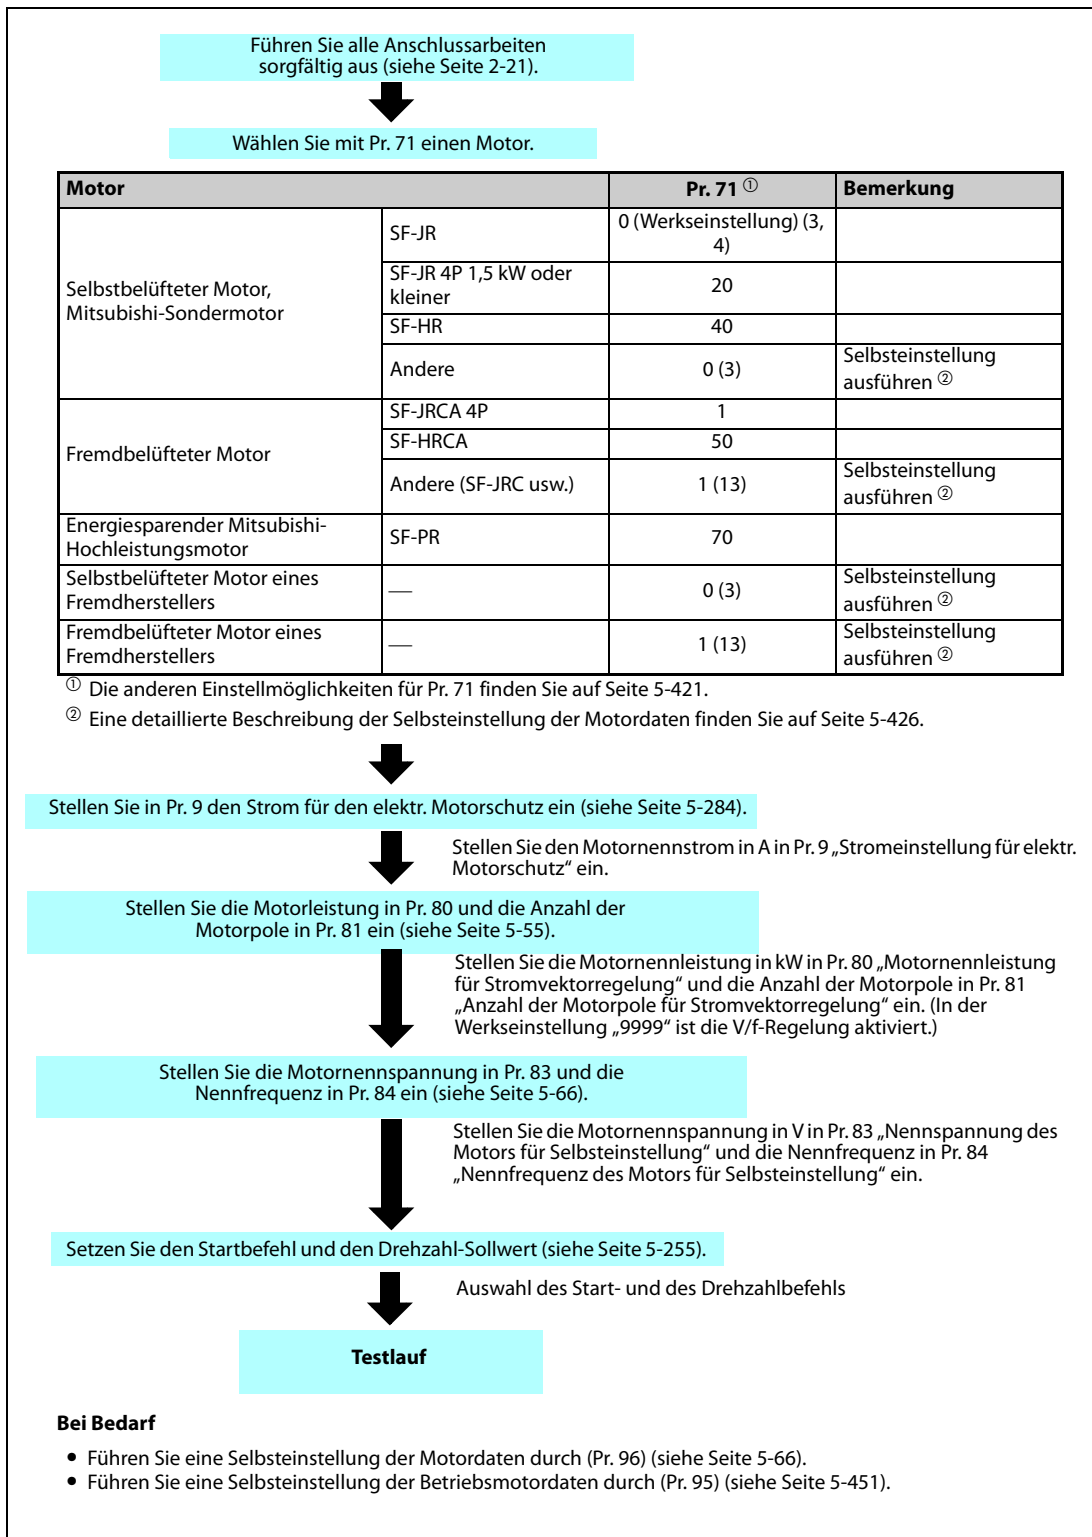 Führen Sie alle Anschlussarbeiten
sorgfältig aus (siehe Seite 2-21).
Wählen Sie mit Pr. 71 einen Motor.
Motor Pr. 71 ① Bemerkung
Selbstbelüfteter Motor,
Mitsubishi-Sondermotor
SF-JR
0 (Werkseinstellung) (3,
4)
SF-JR 4P 1,5 kW oder
kleiner
20
SF-HR 40
Andere 0 (3)
Selbsteinstellung
ausführen ②
Fremdbelüfteter Motor
SF-JRCA 4P 1
SF-HRCA 50
Andere (SF-JRC usw.) 1 (13)
Selbsteinstellung
ausführen ②
Energiesparender Mitsubishi-
Hochleistungsmotor
SF-PR 70
Selbstbelüfteter Motor eines
Fremdherstellers
— 0 (3)
Selbsteinstellung
ausführen ②
Fremdbelüfteter Motor eines
Fremdherstellers
— 1 (13)
Selbsteinstellung
ausführen ②
① Die anderen Einstellmöglichkeiten für Pr. 71 finden Sie auf Seite 5-421.
② Eine detaillierte Beschreibung der Selbsteinstellung der Motordaten finden Sie auf Seite 5-426.
Stellen Sie in Pr. 9 den Strom für den elektr. Motorschutz ein (siehe Seite 5-284).
Stellen Sie den Motornennstrom in A in Pr. 9 „Stromeinstellung für elektr.
Motorschutz“ ein.
Stellen Sie die Motorleistung in Pr. 80 und die Anzahl der
Motorpole in Pr. 81 ein (siehe Seite 5-55).
Stellen Sie die Motornennleistung in kW in Pr. 80 „Motornennleistung
für Stromvektorregelung“ und die Anzahl der Motorpole in Pr. 81
„Anzahl der Motorpole für Stromvektorregelung“ ein. (In der
Werkseinstellung „9999“ ist die V/f-Regelung aktiviert.)
Stellen Sie die Motornennspannung in Pr. 83 und die
Nennfrequenz in Pr. 84 ein (siehe Seite 5-66).
Stellen Sie die Motornennspannung in V in Pr. 83 „Nennspannung des
Motors für Selbsteinstellung“ und die Nennfrequenz in Pr. 84
„Nennfrequenz des Motors für Selbsteinstellung“ ein.
Setzen Sie den Startbefehl und den Drehzahl-Sollwert (siehe Seite 5-255).
Auswahl des Start- und des Drehzahlbefehls
Testlauf
Bei Bedarf
● Führen Sie eine Selbsteinstellung der Motordaten durch (Pr. 96) (siehe Seite 5-66).
● Führen Sie eine Selbsteinstellung der Betriebsmotordaten durch (Pr. 95) (siehe Seite 5-451).